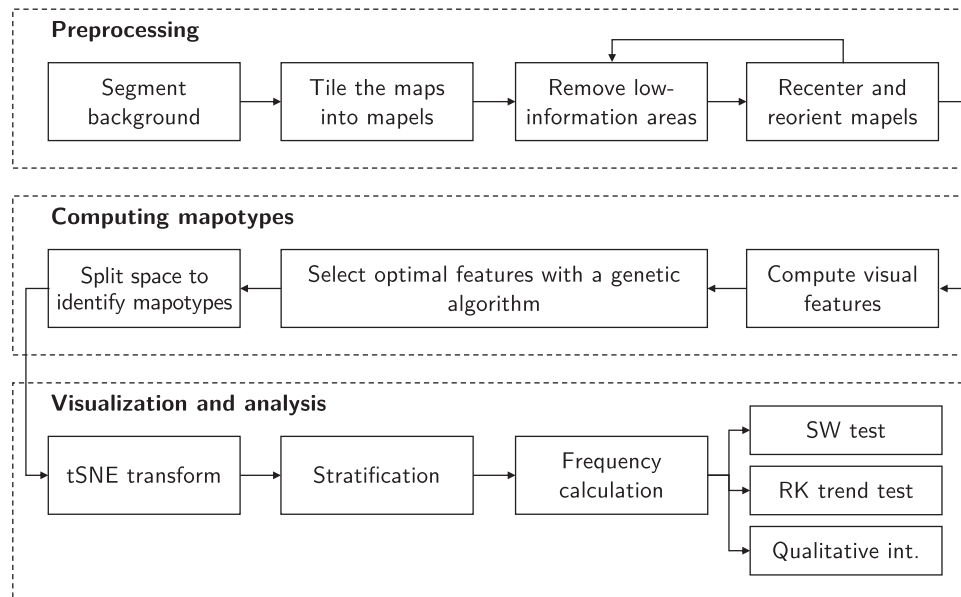 Preprocessing
Segment
background
Tile the maps
into mapels
Remove low-
information areas
Recenter and
reorient mapels
Computing mapotypes
Split space to
identify mapotypes
Select optimal features with a genetic
algorithm
Compute visual
features
Visualization and analysis
tSNE transform
Stratification
Frequency
calculation
SW test
RK trend test
Qualitative int.